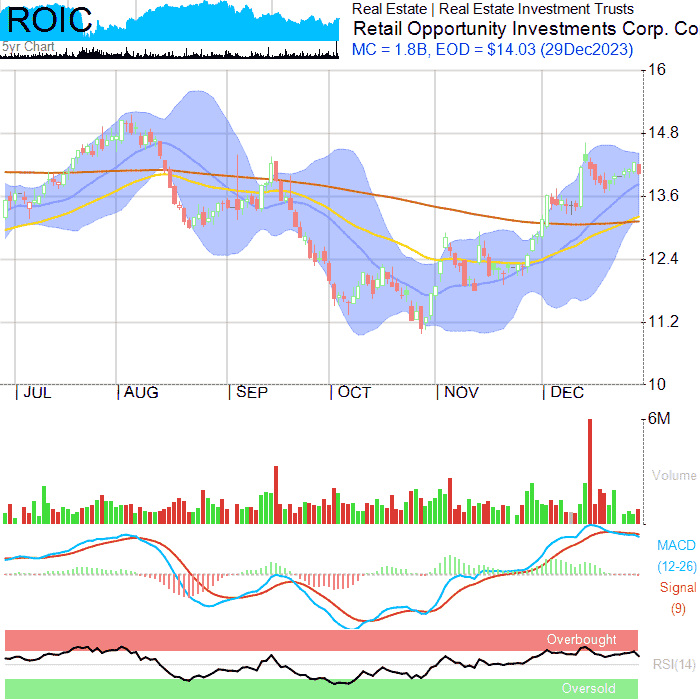 ROIC
5yr Chart
Real Estate | Real Estate Investment Trusts
Retail Opportunity Investments Corp. Co
MC = 1.8B, EOD = $14.03 (29Dec2023)
16
14.8
13.6
12.4
11.2
10
JUL AUG SEP OCT NOV DEC
6M
Volume
MACD
(12-26)
Signal
(9)
Overbought
RSI(14)
Oversold